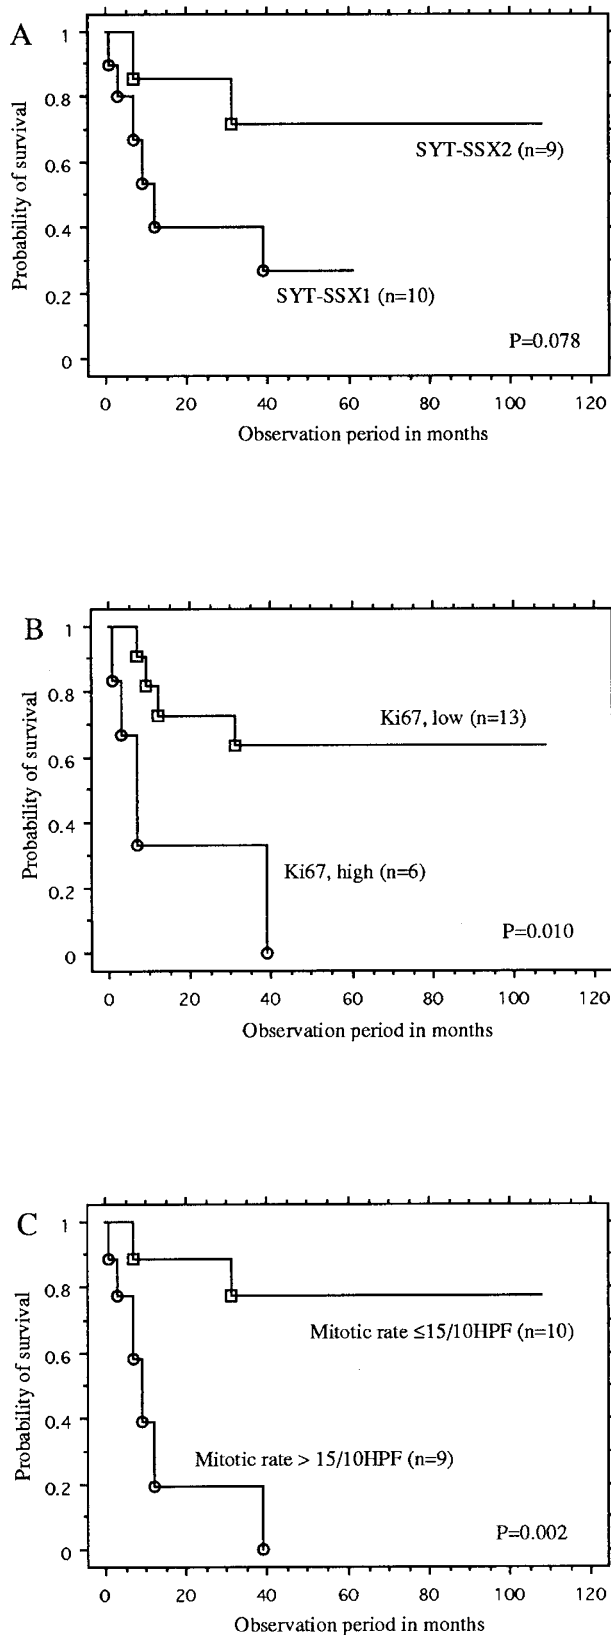 A
1
0.8
0.6
0.4
0.2
0
Probability of survival
SYT-SSX2 (n=9)
SYT-SSX1 (n=10)
P=0.078
0 20 40 60 80 100 120
Observation period in months
B
1
0.8
0.6
0.4
0.2
0
Probability of survival
Ki67, low (n=13)
Ki67, high (n=6)
P=0.010
0 20 40 60 80 100 120
Observation period in months
C
1
0.8
0.6
0.4
0.2
0
Probability of survival
Mitotic rate ≤15/10HPF (n=10)
Mitotic rate > 15/10HPF (n=9)
P=0.002
0 20 40 60 80 100 120
Observation period in months